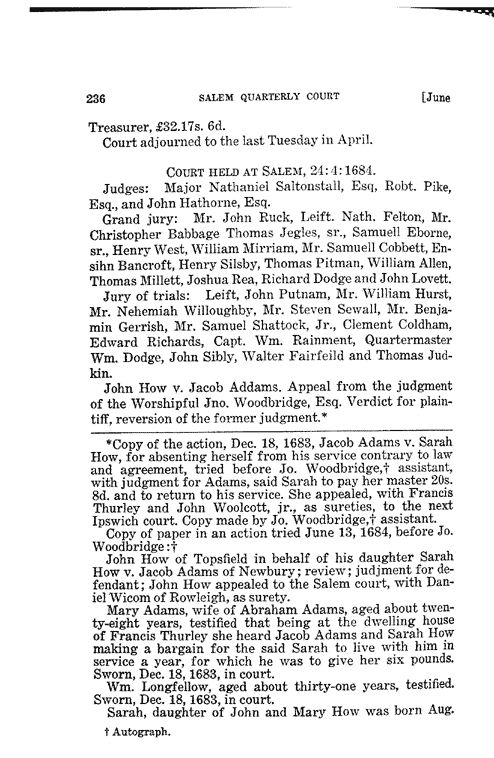 236 SALEM QUARTERLY COURT [June
Treasurer, £32.17s. 6d.
Court adjourned to the last Tuesday in April.
COURT HELD AT SALEM, 24:4:1684.
Judges: Major Nathaniel Saltonstall, Esq, Robt. Pike,
Esq., and John Hathorne, Esq.
Grand jury: Mr. John Ruck, Leift. Nath. Felton, Mr.
Christopher Babbage Thomas Jegles, sr., Samuell Eborne,
sr., Henry West, William Mirriam, Mr. Samuell Cobbett, En-
sihn Bancroft, Henry Silsby, Thomas Pitman, William Allen,
Thomas Millett, Joshua Rea, Richard Dodge and John Lovett.
Jury of trials: Leift, John Putnam, Mr. William Hurst,
Mr. Nehemiah Willoughby, Mr. Steven Sewall, Mr. Benja-
min Gerrish, Mr. Samuel Shattock, Jr., Clement Coldham,
Edward Richards, Capt. Wm. Rainment, Quartermaster
Wm. Dodge, John Sibly, Walter Fairfeild and Thomas Jud-
kin.
John How v. Jacob Addams. Appeal from the judgment
of the Worshipful Jno. Woodbridge, Esq. Verdict for plain-
tiff, reversion of the former judgment.*
*Copy of the action, Dec. 18, 1683, Jacob Adams v. Sarah
How, for absenting herself from his service contrary to law
and agreement, tried before Jo. Woodbridge,† assistant,
with judgment for Adams, said Sarah to pay her master 20s.
8d. and to return to his service. She appealed, with Francis
Thurley and John Woolcott, jr., as sureties, to the next
Ipswich court. Copy made by Jo. Woodbridge,† assistant.
Copy of paper in an action tried June 13, 1684, before Jo.
Woodbridge:†
John How of Topsfield in behalf of his daughter Sarah
How v. Jacob Adams of Newbury; review; judjment for de-
fendant; John How appealed to the Salem court, with Dan-
iel Wicom of Rowleigh, as surety.
Mary Adams, wife of Abraham Adams, aged about twen-
ty-eight years, testified that being at the dwelling house
of Francis Thurley she heard Jacob Adams and Sarah How
making a bargain for the said Sarah to live with him in
service a year, for which he was to give her six pounds.
Sworn, Dec. 18, 1683, in court.
Wm. Longfellow, aged about thirty-one years, testified.
Sworn, Dec. 18, 1683, in court.
Sarah, daughter of John and Mary How was born Aug.
† Autograph.